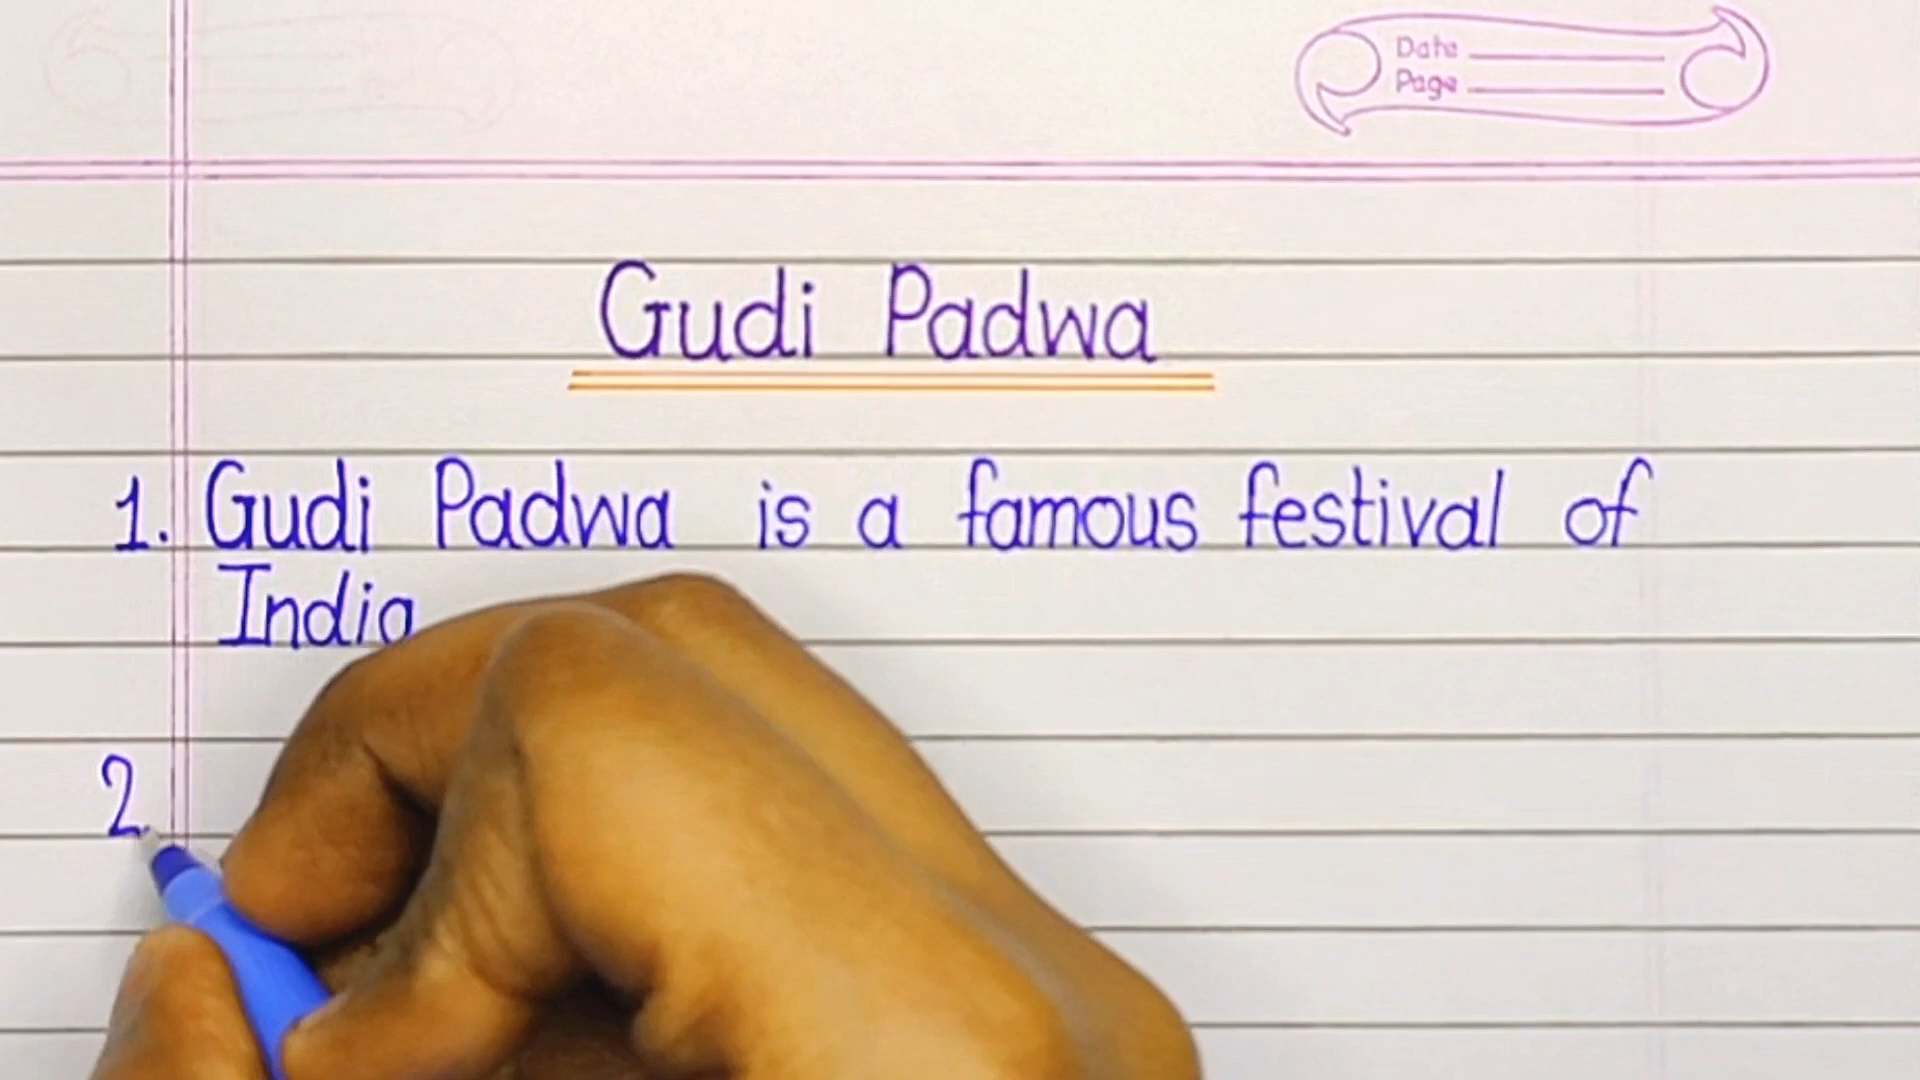 Date
Page
Gudi Padwa
1. Gudi Padwa is a famous festival of
India
2